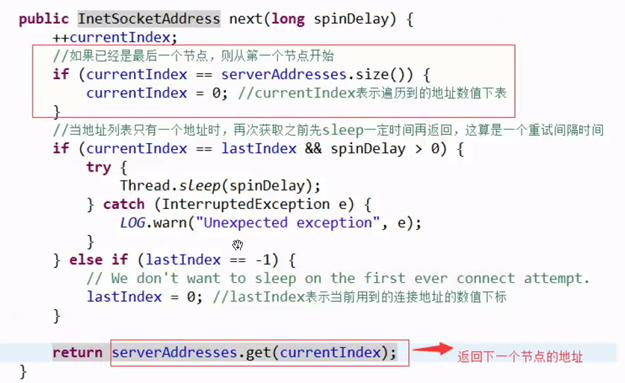 public InetSocketAddress next(long spinDelay) {
++currentIndex;
//如果已经是最后一个节点，则从第一个节点开始
if (currentIndex == serverAddresses.size()) {
currentIndex = 0; //currentIndex表示遍历到的地址数值下表
}
//当地址列表只有一个地址时，再次获取之前先sleep一定时间再返回，这算是一个重试间隔时间
if (currentIndex == lastIndex && spinDelay > 0) {
try {
Thread.sleep(spinDelay);
} catch (InterruptedException e) {
LOG.warn("Unexpected exception", e);
}
} else if (lastIndex == -1) {
// We don't want to sleep on the first ever connect attempt.
lastIndex = 0; //lastIndex表示当前用到的连接地址的数值下标
}
return serverAddresses.get(currentIndex);
返回下一个节点的地址
}